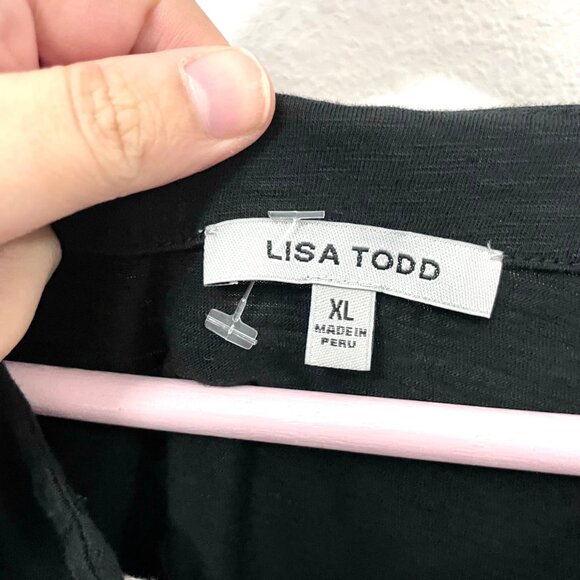 LISA TODD
XL
MADE IN
PERU